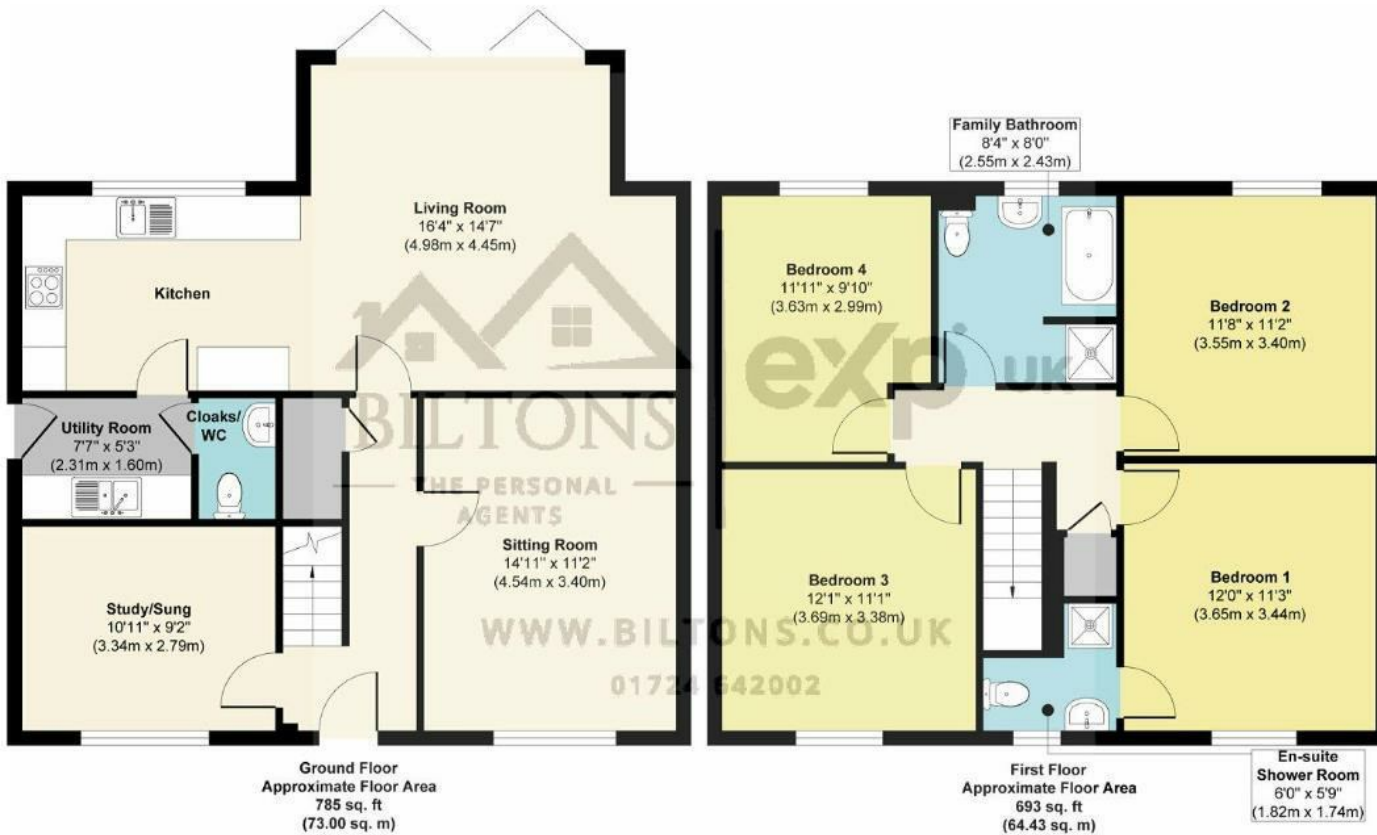 Family Bathroom
8'4" x 8'0"
(2.55m x 2.43m)
Living Room
16'4" x 14'7"
(4.98m x 4.45m)
Kitchen
Bedroom 4
11'11" x 9'10"
(3.63m x 2.99m)
Bedroom 2
11'8" x 11'2"
(3.55m x 3.40m)
exp UK
BILTONS
THE PERSONAL
AGENTS
Utility Room
7'7" x 5'3"
(2.31m x 1.60m)
Cloaks/
WC
Sitting Room
14'11" x 11'2"
(4.54m x 3.40m)
Study/Sung
10'11" x 9'2"
(3.34m x 2.79m)
Bedroom 3
12'1" x 11'1"
(3.69m x 3.38m)
Bedroom 1
12'0" x 11'3"
(3.65m x 3.44m)
WWW.BILTONS.CO.UK
01724 642002
Ground Floor
Approximate Floor Area
785 sq. ft
(73.00 sq. m)
First Floor
Approximate Floor Area
693 sq. ft
(64.43 sq. m)
En-suite
Shower Room
6'0" x 5'9"
(1.82m x 1.74m)